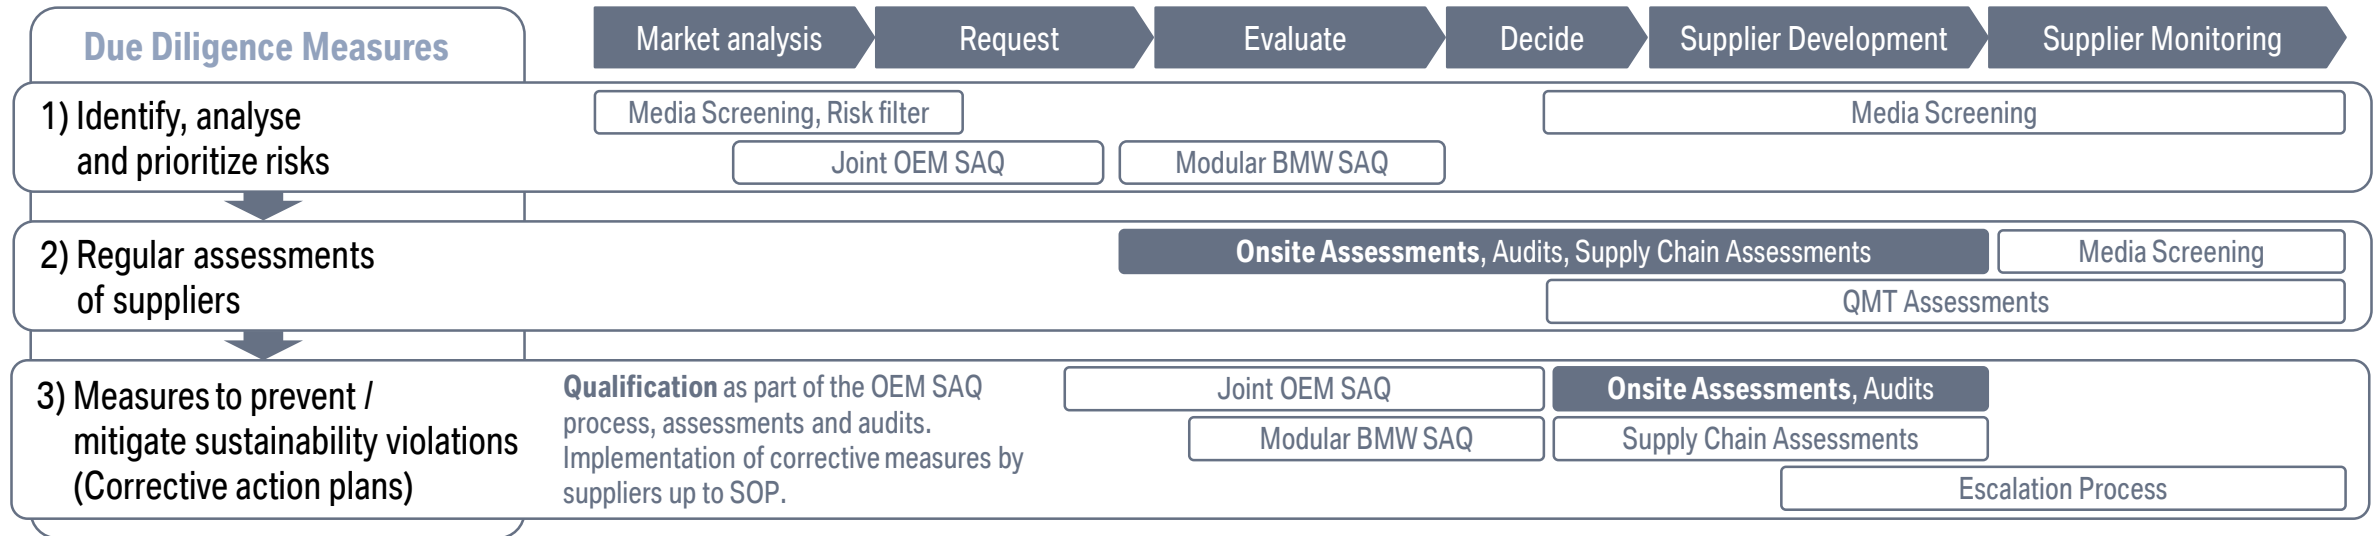 Due Diligence Measures
Market analysis
Request
Evaluate
Decide
Supplier Development
Supplier Monitoring
1) Identify, analyse
and prioritize risks
Media Screening, Risk filter
Media Screening
Joint OEM SAQ
Modular BMW SAQ
2) Regular assessments
of suppliers
Onsite Assessments, Audits, Supply Chain Assessments
Media Screening
QMT Assessments
3) Measures to prevent /
mitigate sustainability violations
(Corrective action plans)
Qualification as part of the OEM SAQ
process, assessments and audits.
Implementation of corrective measures by
suppliers up to SOP.
Joint OEM SAQ
Onsite Assessments, Audits
Modular BMW SAQ
Supply Chain Assessments
Escalation Process